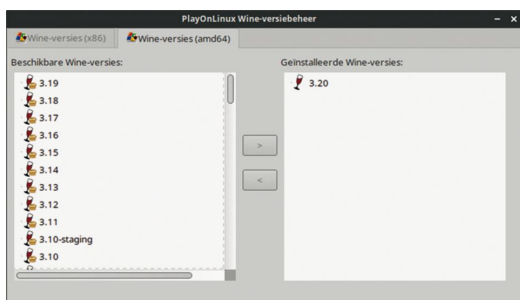 PlayOnLinux Wine-versiebeheer
Wine-versies (x86)
Wine-versies (amd64)
Beschikbare Wine-versies:
3.19
3.18
3.17
3.16
3.15
3.14
3.13
3.12
3.11
3.10-staging
3.10
>
<
Geïnstalleerde Wine-versies:
3.20